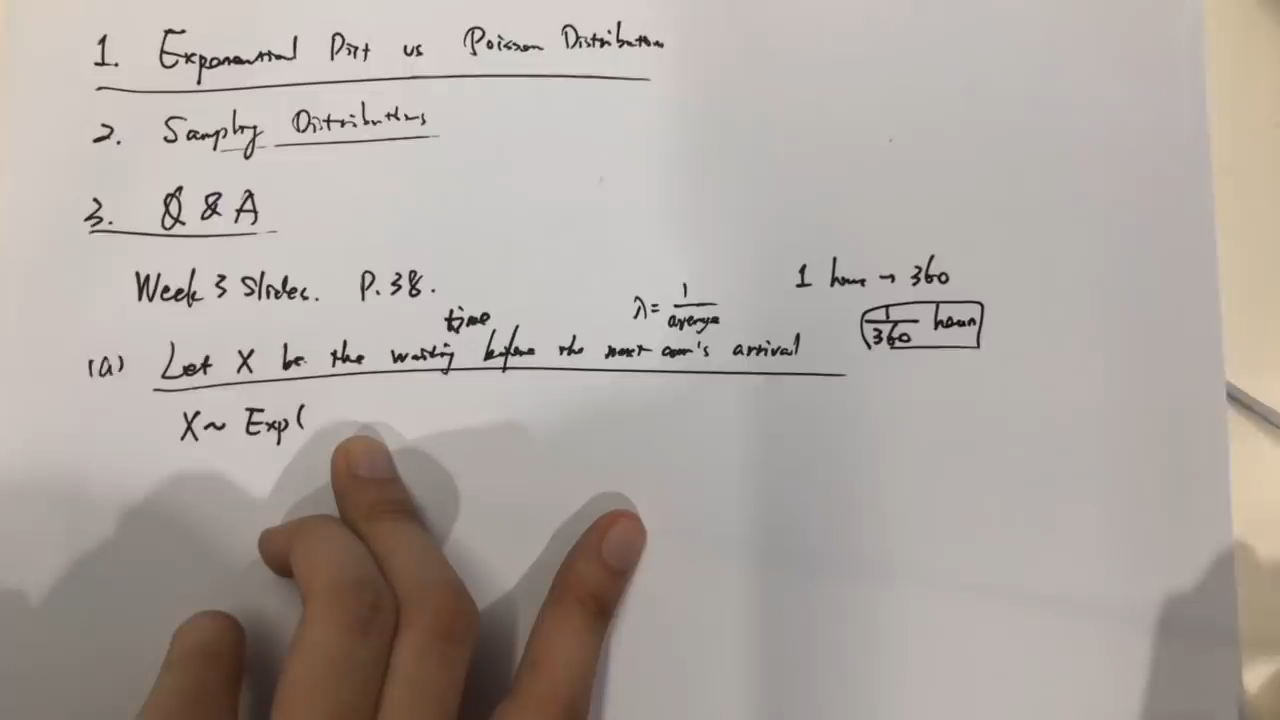 1. Exponential Dist vs Poisson Distribution
2. Sampling Distributions
3. Q & A
Week 3 Slides. P.38.
1 hour → 360
λ = 1/average
1/360 hour
(a) Let X be the waiting time before the next car's arrival
X ~ Exp(